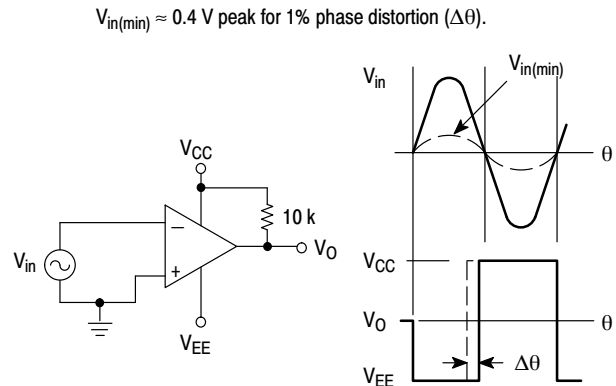 V_in(min) ≈ 0.4 V peak for 1% phase distortion (Δθ).
V_in
V_in(min)
θ
V_CC
10 k
−
+
V_O
V_in
V_EE
V_CC
V_O
θ
V_EE
Δθ